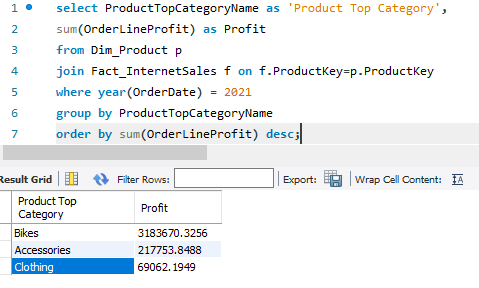 1 select ProductTopCategoryName as 'Product Top Category',
2 sum(OrderLineProfit) as Profit
3 from Dim_Product p
4 join Fact_InternetSales f on f.ProductKey=p.ProductKey
5 where year(OrderDate) = 2021
6 group by ProductTopCategoryName
7 order by sum(OrderLineProfit) desc;
Result Grid Filter Rows: Export: Wrap Cell Content: IA
Product Top
Category Profit
Bikes 3183670.3256
Accessories 217753.8488
Clothing 69062.1949